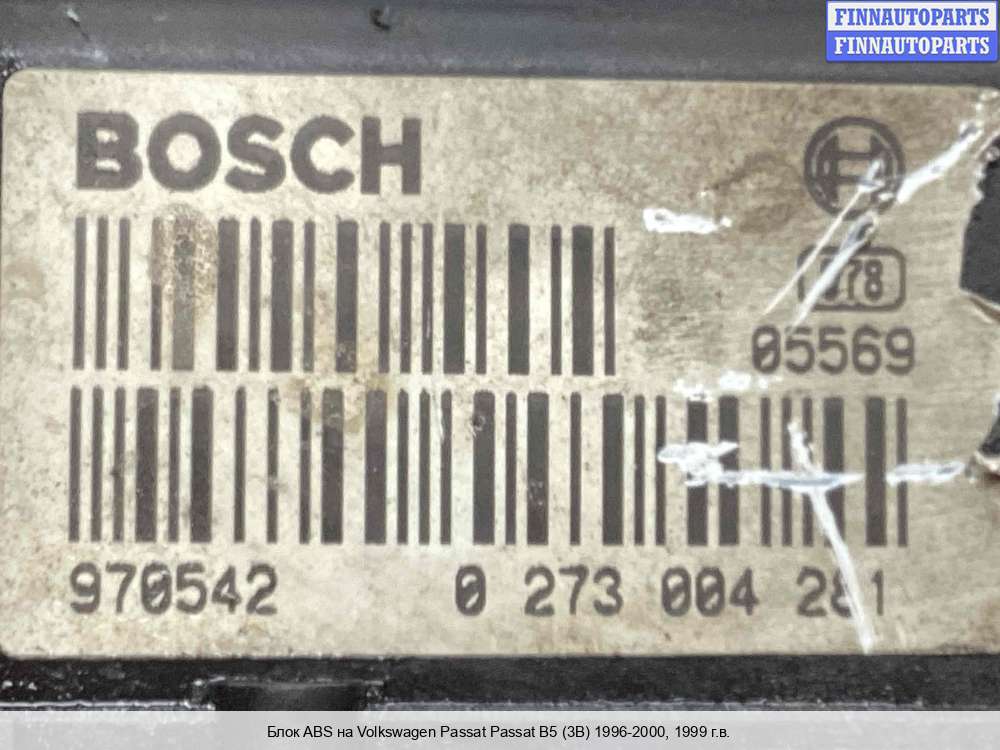 FINNAUTOPARTS
FINNAUTOPARTS
BOSCH
05569
970542 0 273 004 281
Блок ABS на Volkswagen Passat Passat B5 (3B) 1996-2000, 1999 г.в.